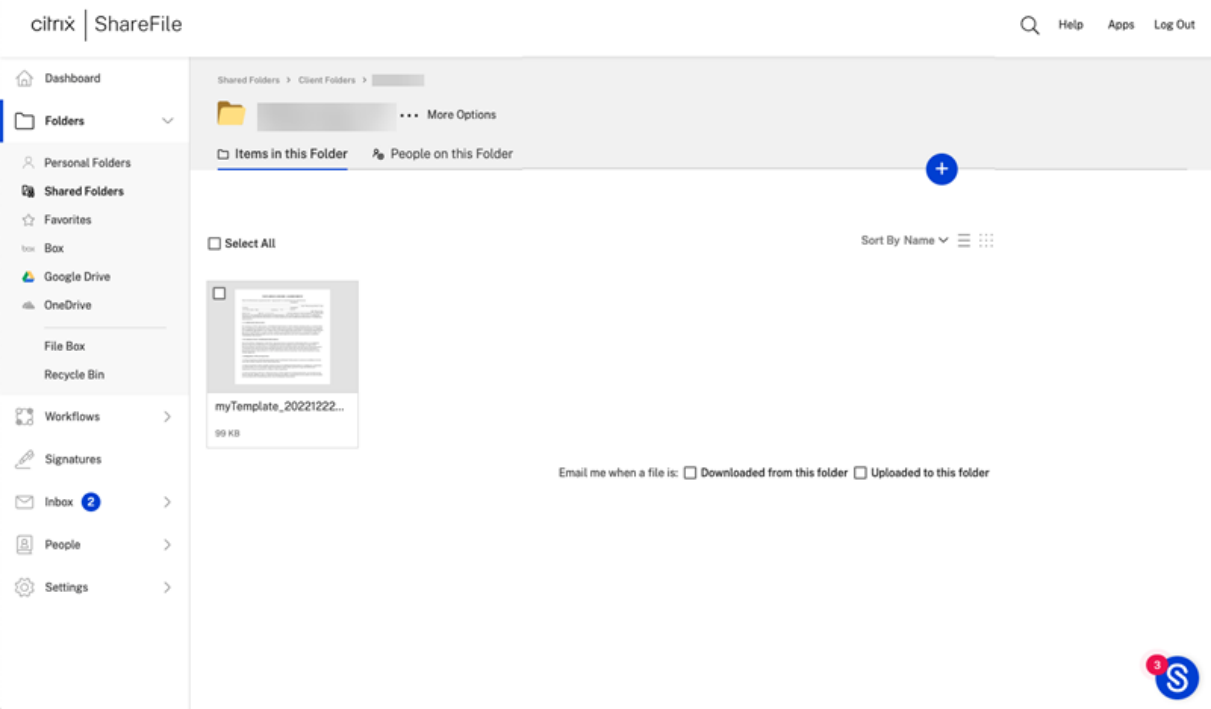 citrix | ShareFile
Help Apps Log Out
Dashboard
Folders
Personal Folders
Shared Folders
Favorites
box Box
Google Drive
OneDrive
File Box
Recycle Bin
Workflows
Signatures
Inbox 2
People
Settings
Shared Folders > Client Folders >
••• More Options
Items in this Folder People on this Folder
+
Select All
Sort By Name
myTemplate_20221222...
99 KB
Email me when a file is: Downloaded from this folder Uploaded to this folder
3
S